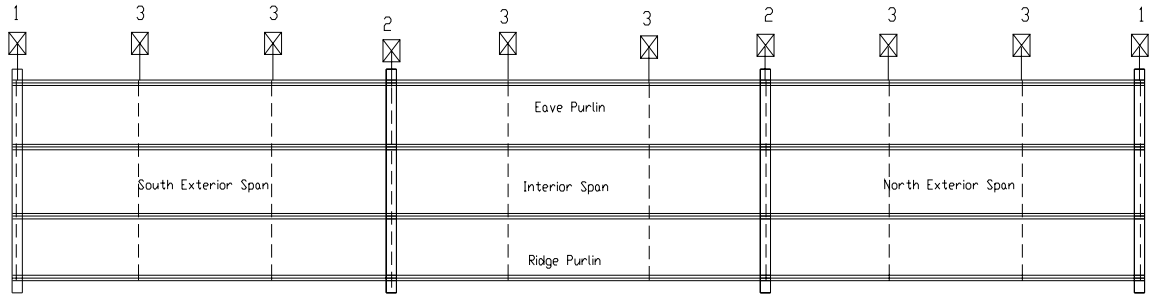 1 3 3 2 3 3 2 3 3 1
Eave Purlin
South Exterior Span Interior Span North Exterior Span
Ridge Purlin